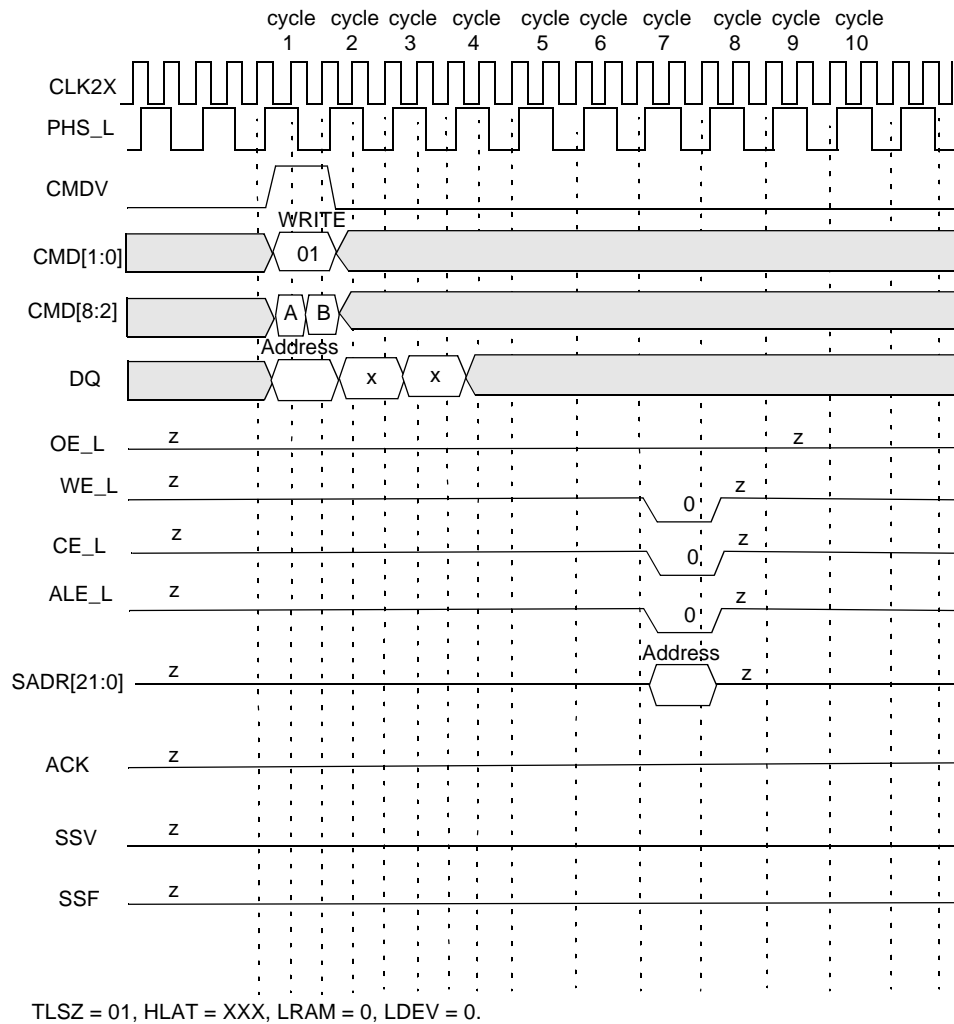 cycle cycle cycle cycle cycle cycle cycle cycle cycle cycle
1 2 3 4 5 6 7 8 9 10
CLK2X
PHS_L
CMDV
WRITE
CMD[1:0] 01
CMD[8:2] A B
Address
DQ x x
OE_L z z
WE_L z 0 z
CE_L z 0 z
ALE_L z 0 z
Address
SADR[21:0] z z
ACK z
SSV z
SSF z
TLSZ = 01, HLAT = XXX, LRAM = 0, LDEV = 0.